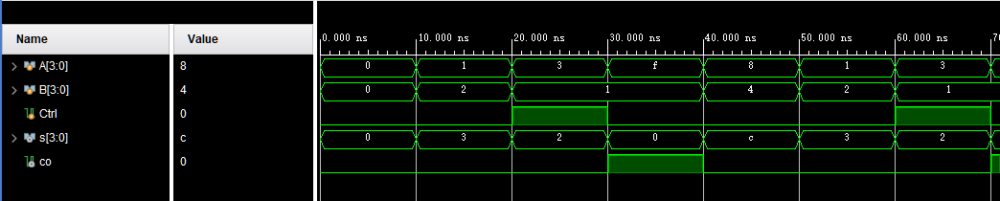 Name Value 0.000 ns 10.000 ns 20.000 ns 30.000 ns 40.000 ns 50.000 ns 60.000 ns 70
A[3:0] 8 0 1 3 f 8 1 3
B[3:0] 4 0 2 1 4 2 1
Ctrl 0
s[3:0] c 0 3 2 0 c 3 2
co 0